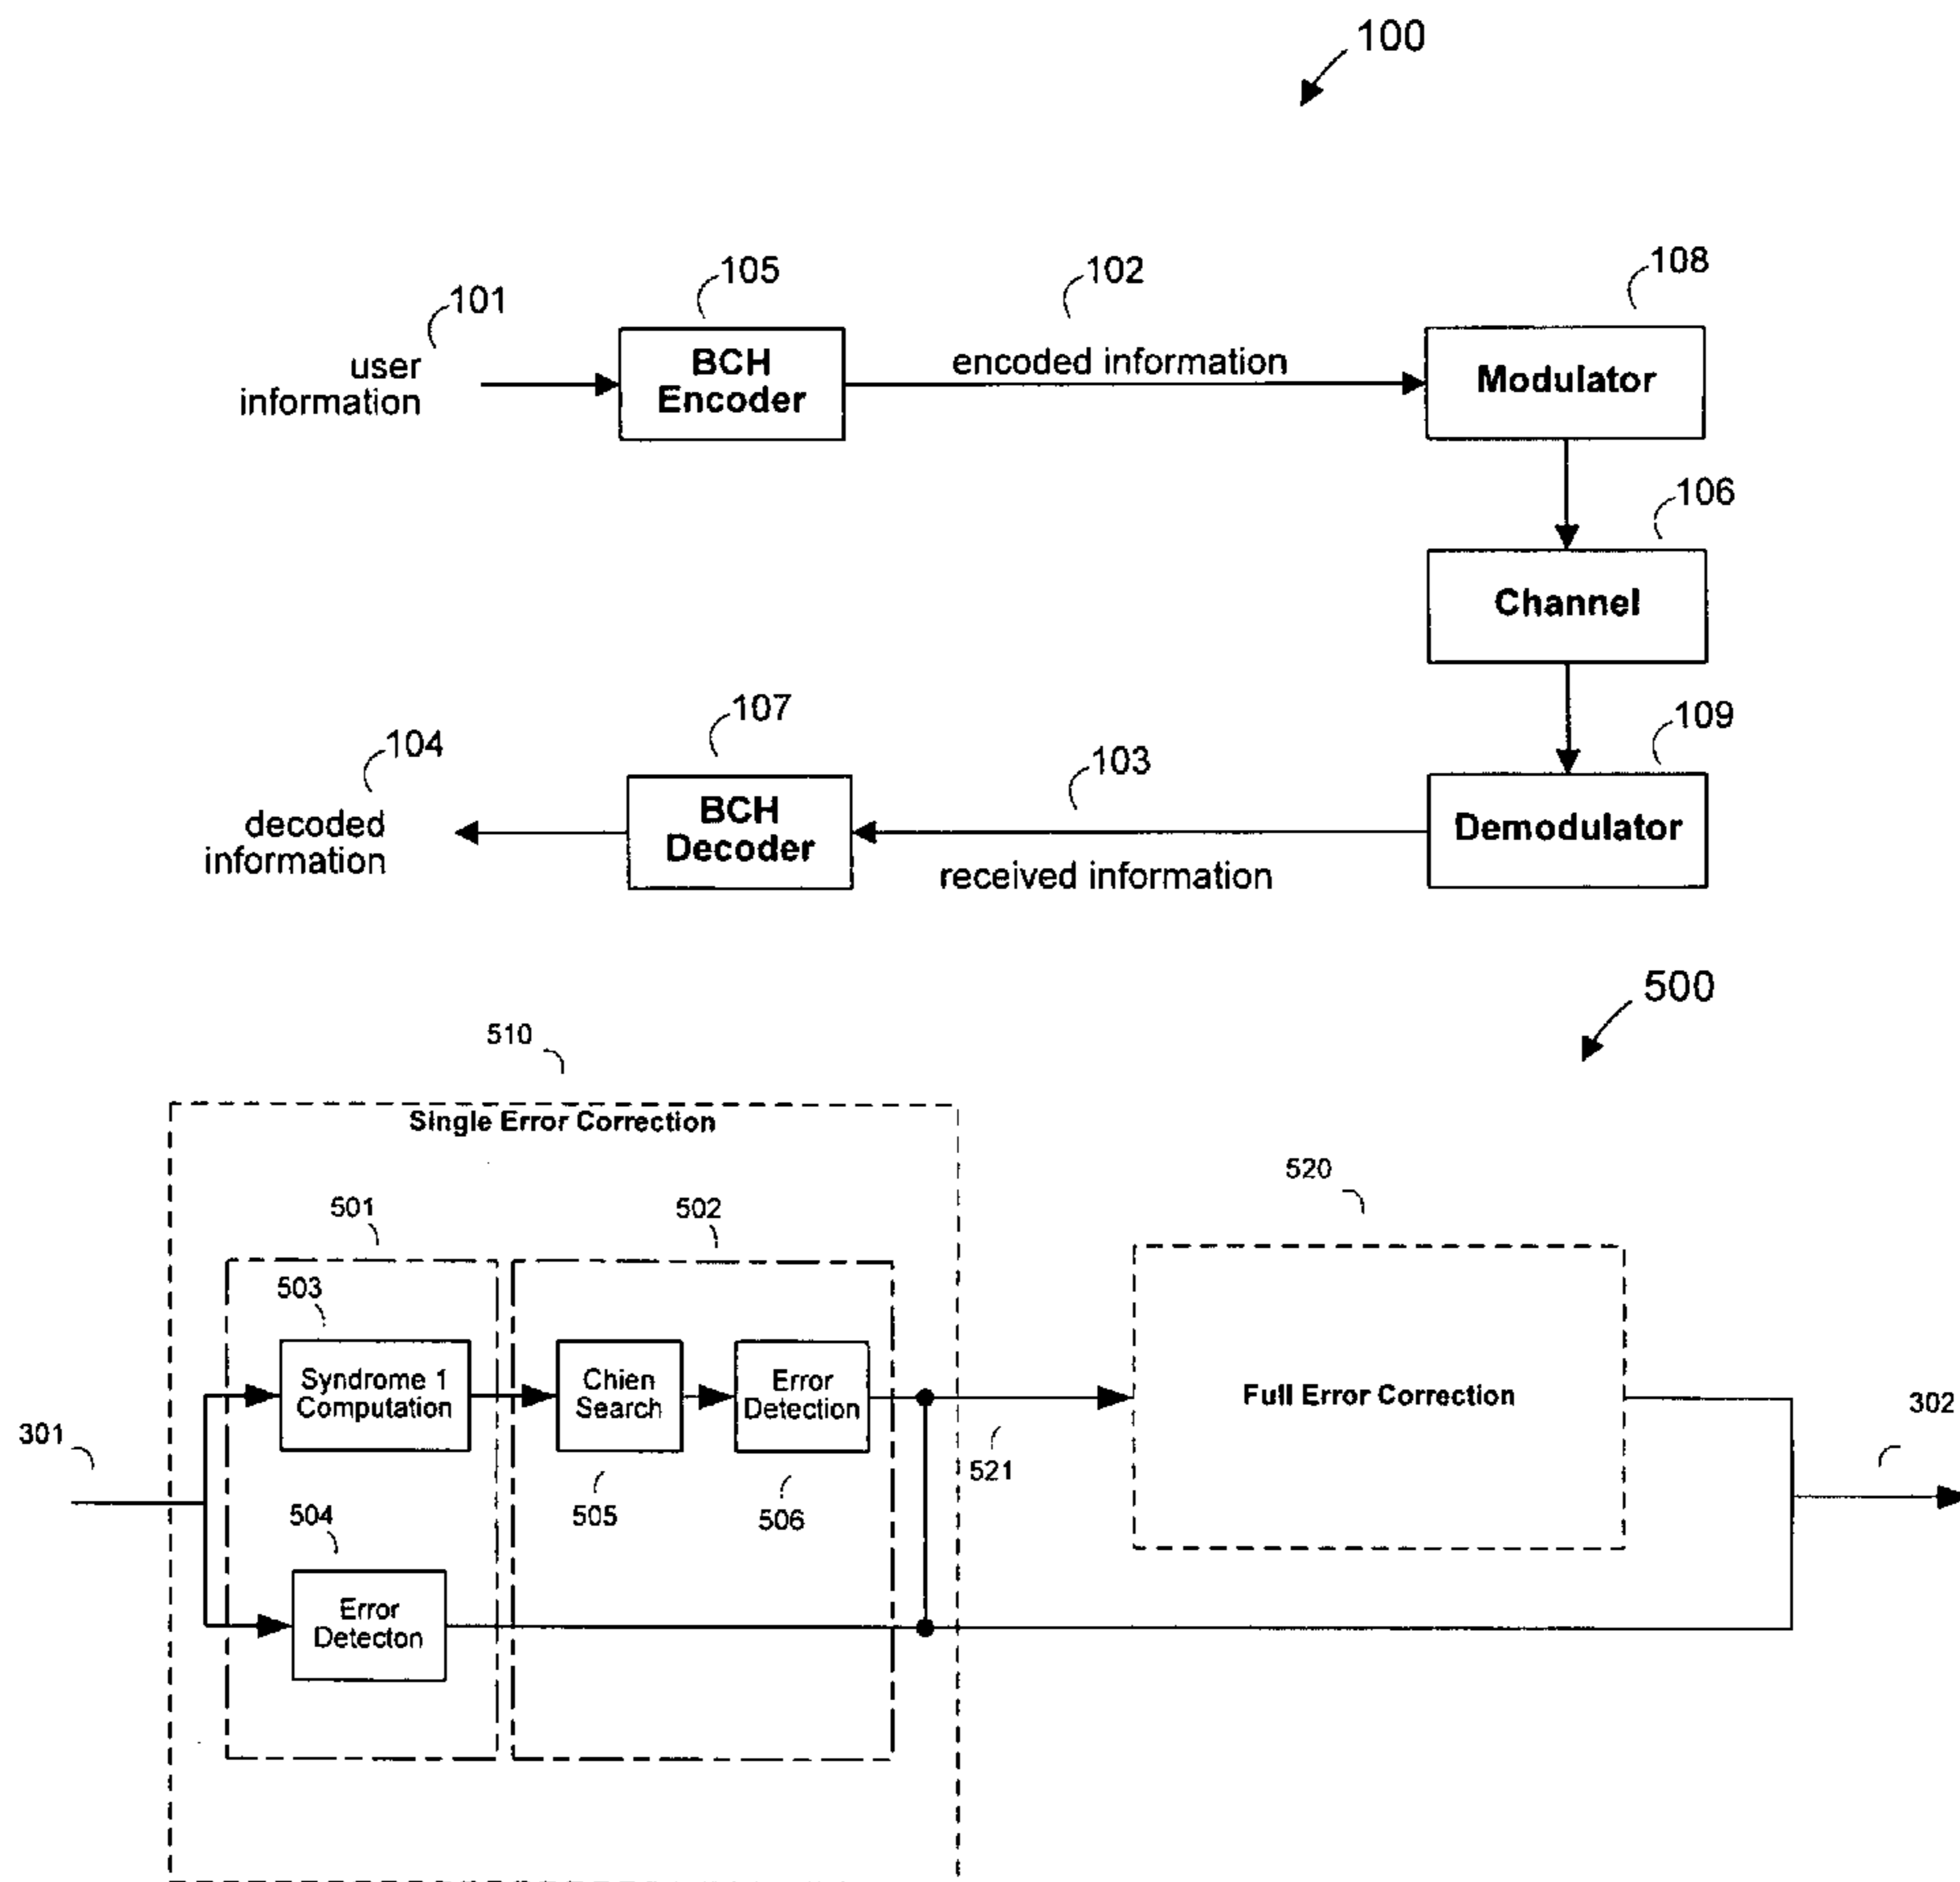 100
105
102
108
101
user
information
BCH
Encoder
encoded information
Modulator
106
Channel
107
109
104
103
decoded
information
BCH
Decoder
received information
Demodulator
500
510
Single Error Correction
520
501
502
503
Syndrome 1
Computation
Chien
Search
Error
Detection
Full Error Correction
301
302
521
504
505
506
Error
Detecton